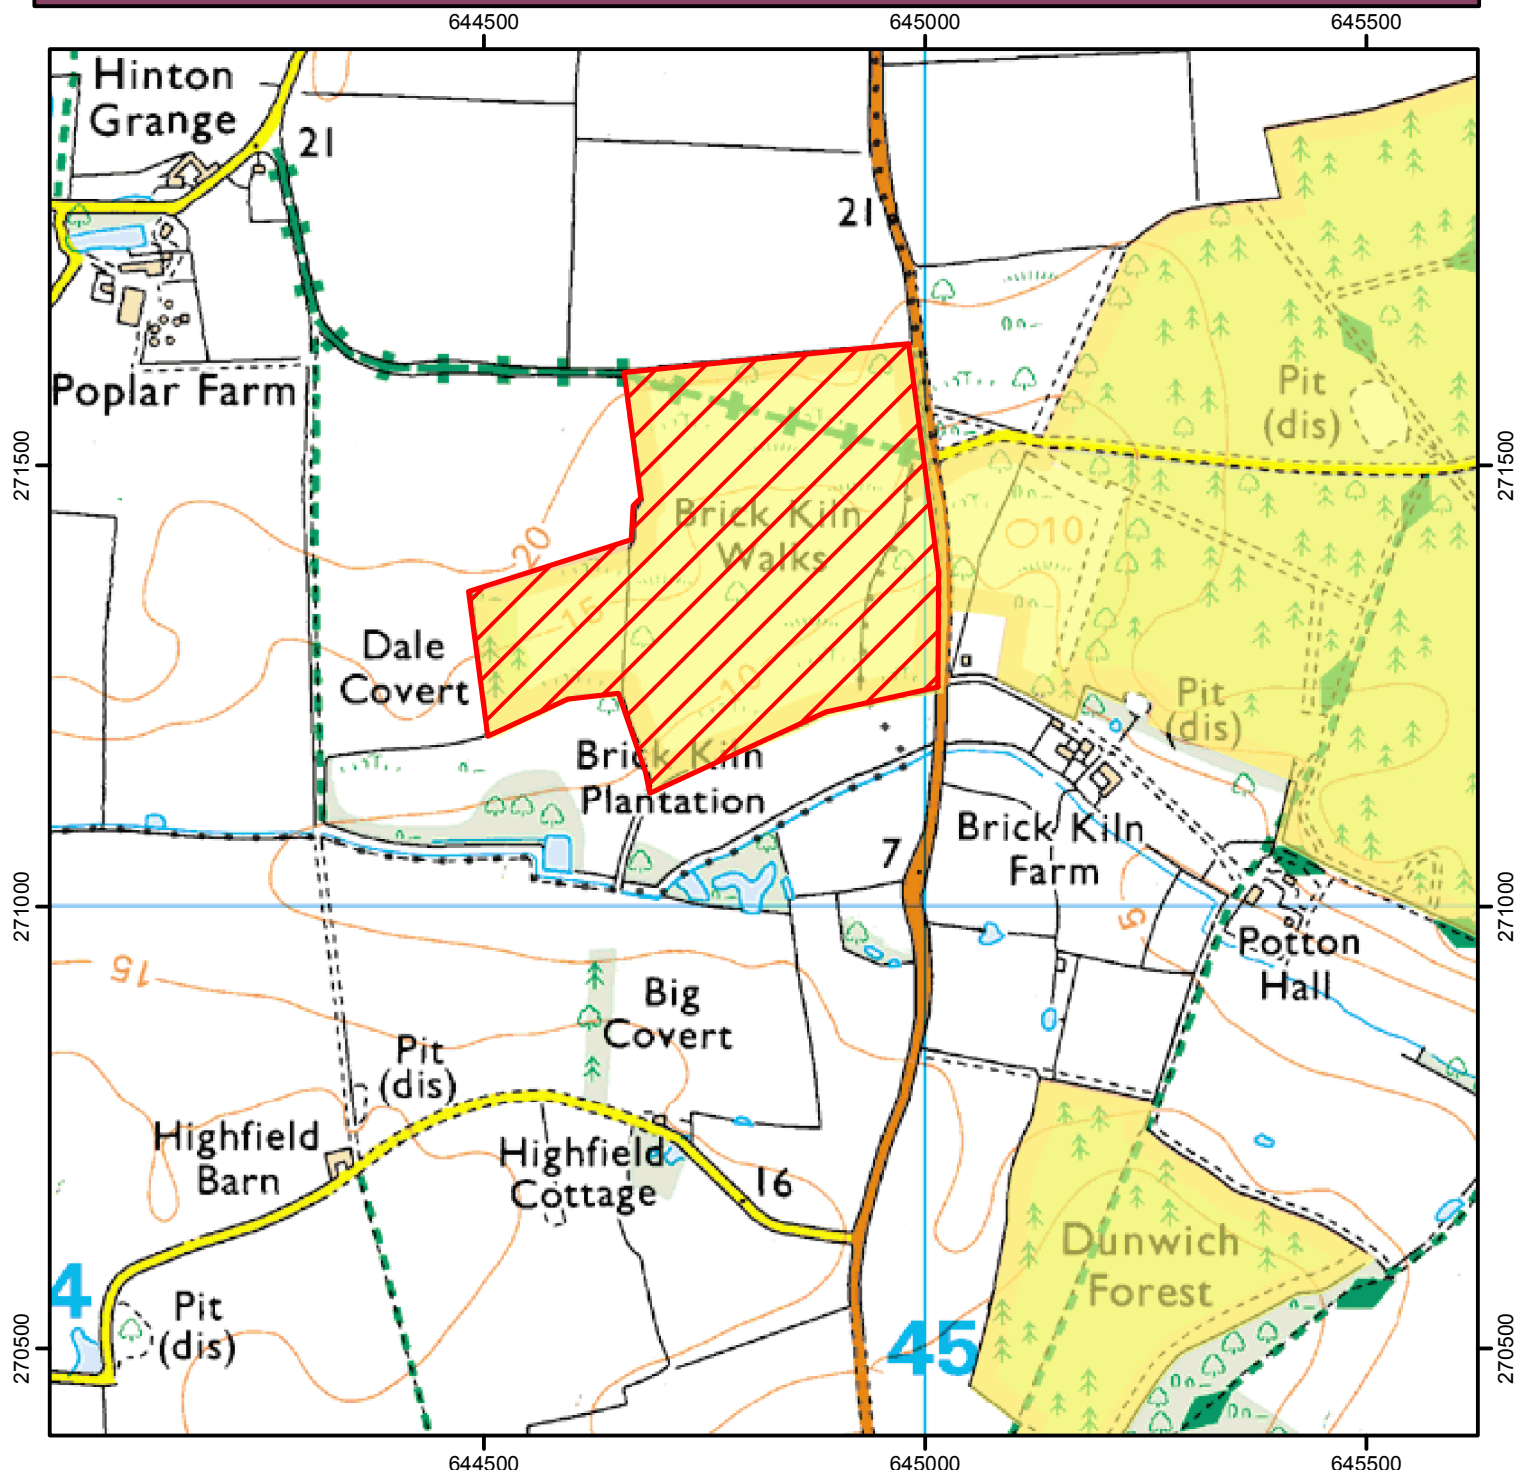 644500
645000
645500
Hinton
Grange
21
21
Poplar Farm
Pit
(dis)
271500
271500
Brick Kiln
Walks
20
10
15
Dale
Covert
10
Pit
(dis)
Brick Kiln
Plantation
Brick Kiln
Farm
7
271000
271000
5
Potton
Hall
15
Big
Covert
Pit
(dis)
Highfield
Barn
Highfield
Cottage
16
Dunwich
Forest
4
Pit
(dis)
45
270500
270500
644500
645000
645500